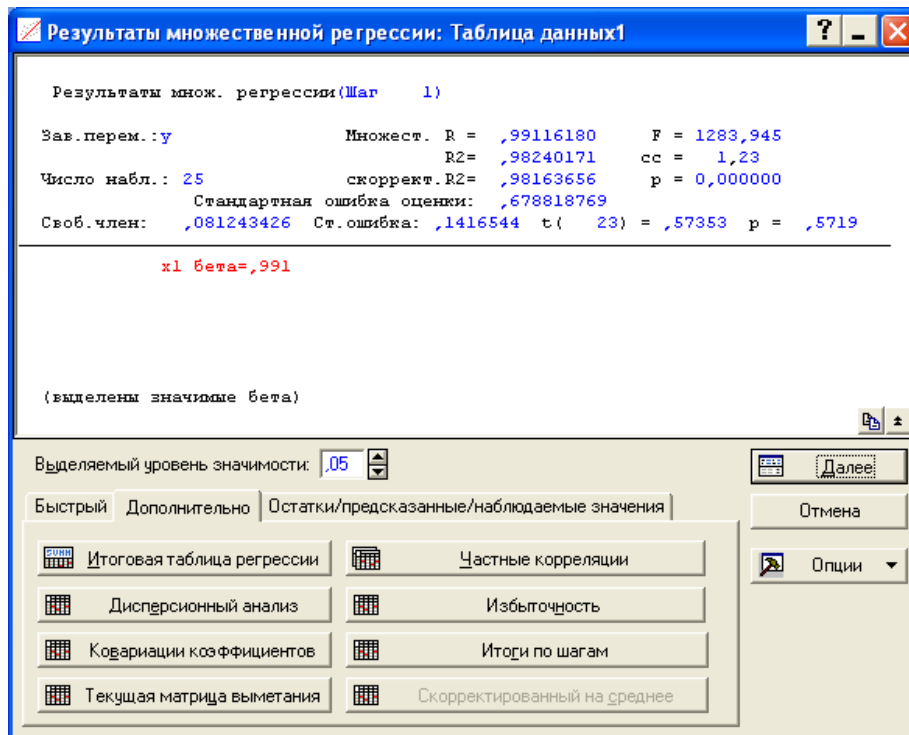 Результаты множественной регрессии: Таблица данных1
Результаты множ. регрессии(Шаг 1)
Зав.перем.:y Множест. R = ,99116180 F = 1283,945
R2= ,98240171 сс = 1,23
Число набл.: 25 скоррект.R2= ,98163656 p = 0,000000
Стандартная ошибка оценки: ,678818769
Своб.член: ,081243426 Ст.ошибка: ,1416544 t( 23) = ,57353 p = ,5719
x1 бета=,991
(выделены значимые бета)
Выделяемый уровень значимости: ,05
Далее
Быстрый Дополнительно Остатки/предсказанные/наблюдаемые значения
Отмена
Итоговая таблица регрессии Частные корреляции
Опции
Дисперсионный анализ Избыточность
Ковариации коэффициентов Итоги по шагам
Текущая матрица выметания Скорректированный на среднее